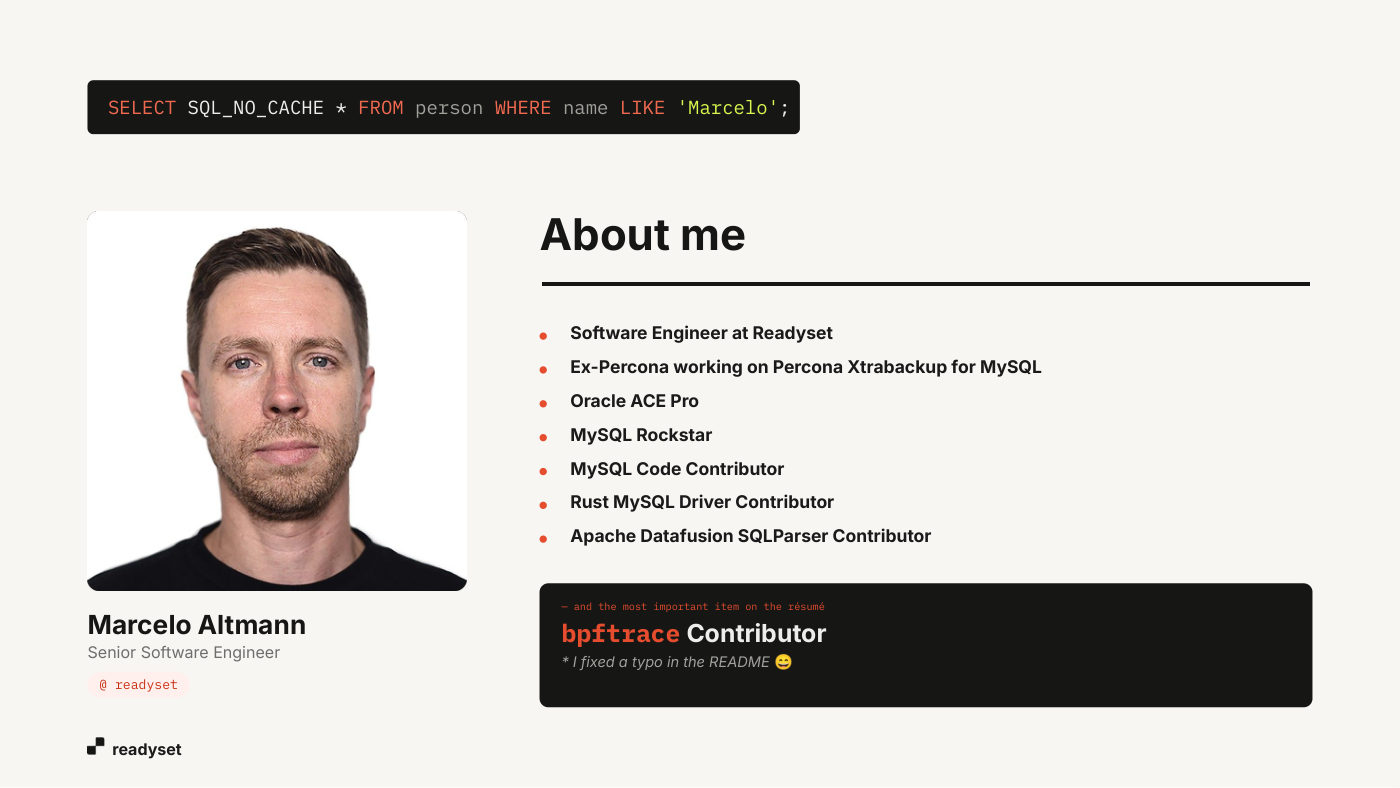 SELECT SQL_NO_CACHE * FROM person WHERE name LIKE 'Marcelo';
About me
Software Engineer at Readyset
Ex-Percona working on Percona Xtrabackup for MySQL
Oracle ACE Pro
MySQL Rockstar
MySQL Code Contributor
Rust MySQL Driver Contributor
Apache Datafusion SQLParser Contributor
— and the most important item on the résumé
bpftrace Contributor
* I fixed a typo in the README 😄
Marcelo Altmann
Senior Software Engineer
@ readyset
readyset